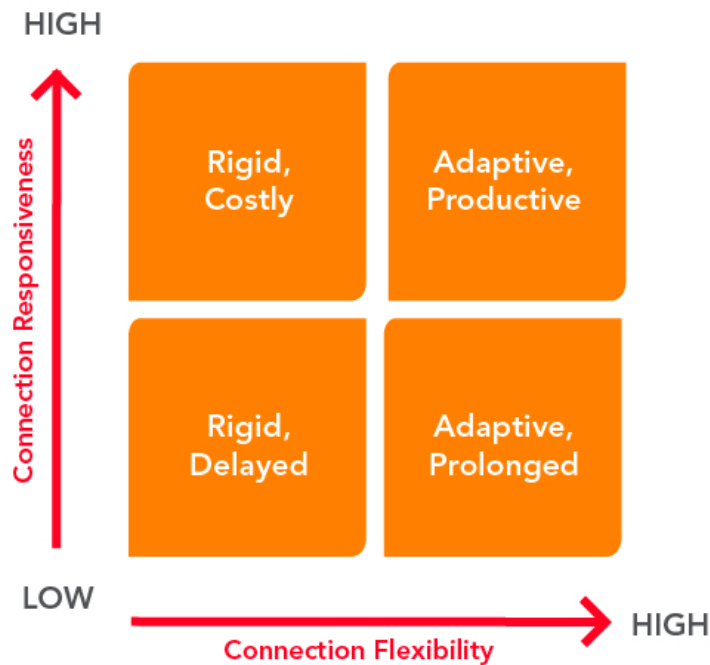 HIGH
Connection Responsiveness
Rigid,
Costly
Adaptive,
Productive
Rigid,
Delayed
Adaptive,
Prolonged
LOW
HIGH
Connection Flexibility